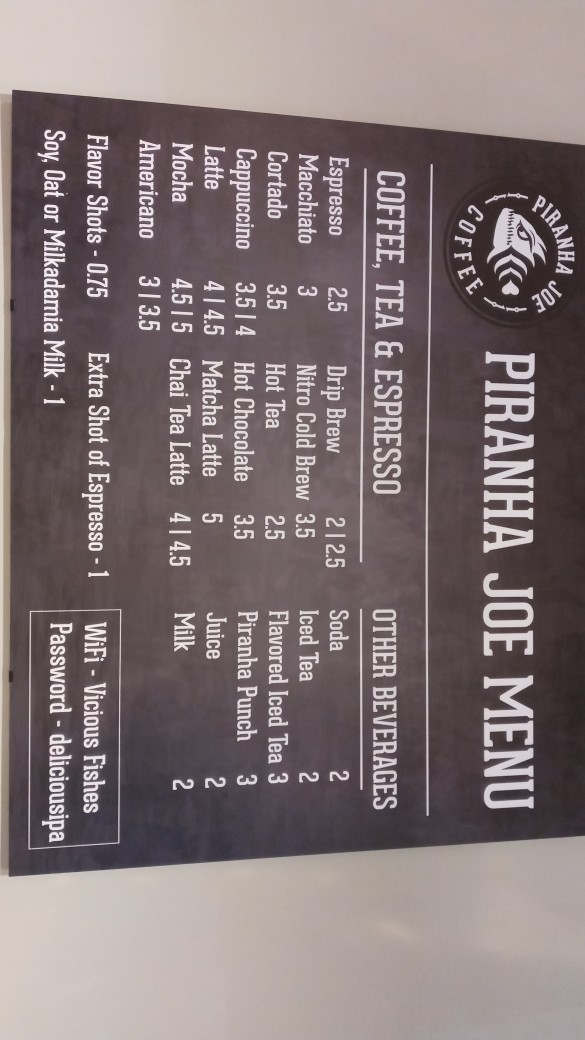 PIRANHA JOE
COFFEE
PIRANHA JOE MENU
COFFEE, TEA & ESPRESSO
Espresso 2.5
Macchiato 3
Cortado 3.5
Cappuccino 3.5 | 4
Latte 4 | 4.5
Mocha 4.5 | 5
Americano 3 | 3.5
Drip Brew 2 | 2.5
Nitro Cold Brew 3.5
Hot Tea 2.5
Hot Chocolate 3.5
Matcha Latte 5
Chai Tea Latte 4 | 4.5
OTHER BEVERAGES
Soda 2
Iced Tea 2
Flavored Iced Tea 3
Piranha Punch 3
Juice 2
Milk 2
Flavor Shots - 0.75 Extra Shot of Espresso - 1
Soy, Oat or Milkadamia Milk - 1
WiFi - Vicious Fishes
Password - deliciousipa